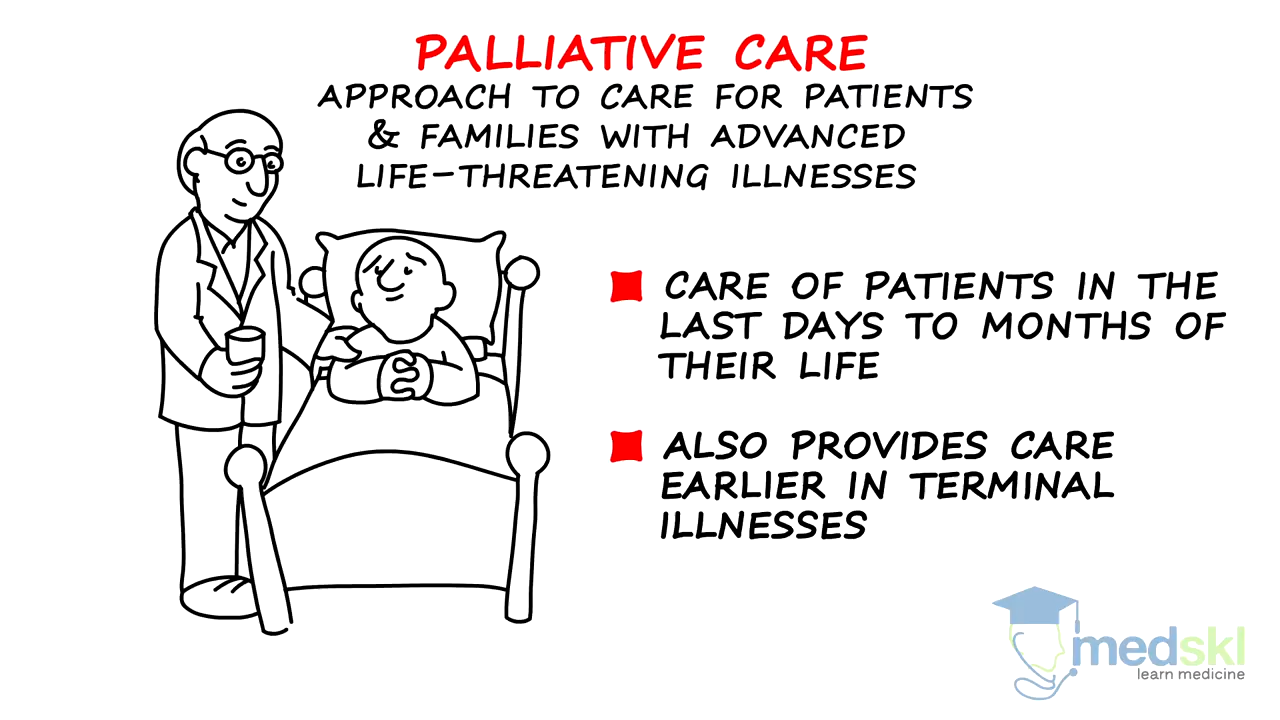 PALLIATIVE CARE
APPROACH TO CARE FOR PATIENTS
& FAMILIES WITH ADVANCED
LIFE-THREATENING ILLNESSES
CARE OF PATIENTS IN THE
LAST DAYS TO MONTHS OF
THEIR LIFE
ALSO PROVIDES CARE
EARLIER IN TERMINAL
ILLNESSES
medskl
learn medicine